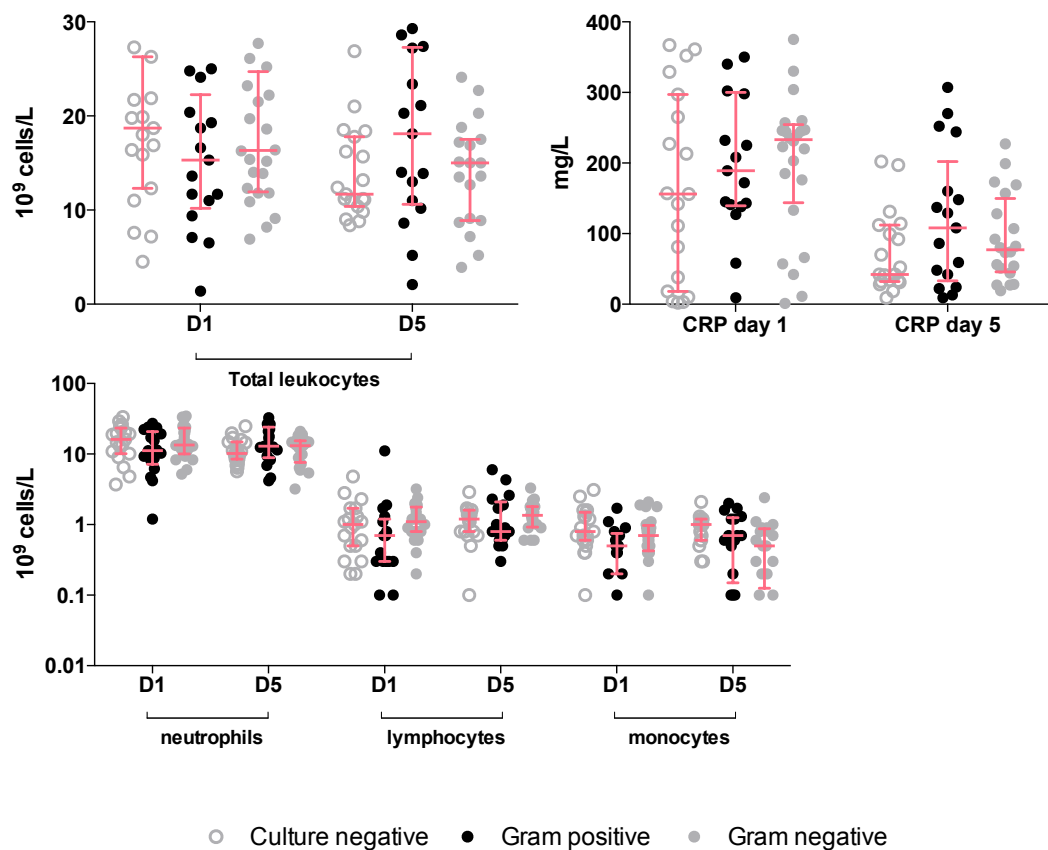 30
20
10
0
10⁹ cells/L
D1
D5
Total leukocytes
400
300
200
100
0
mg/L
CRP day 1
CRP day 5
100
10
1
0.1
0.01
10⁹ cells/L
D1
D5
D1
D5
D1
D5
neutrophils
lymphocytes
monocytes
Culture negative
Gram positive
Gram negative